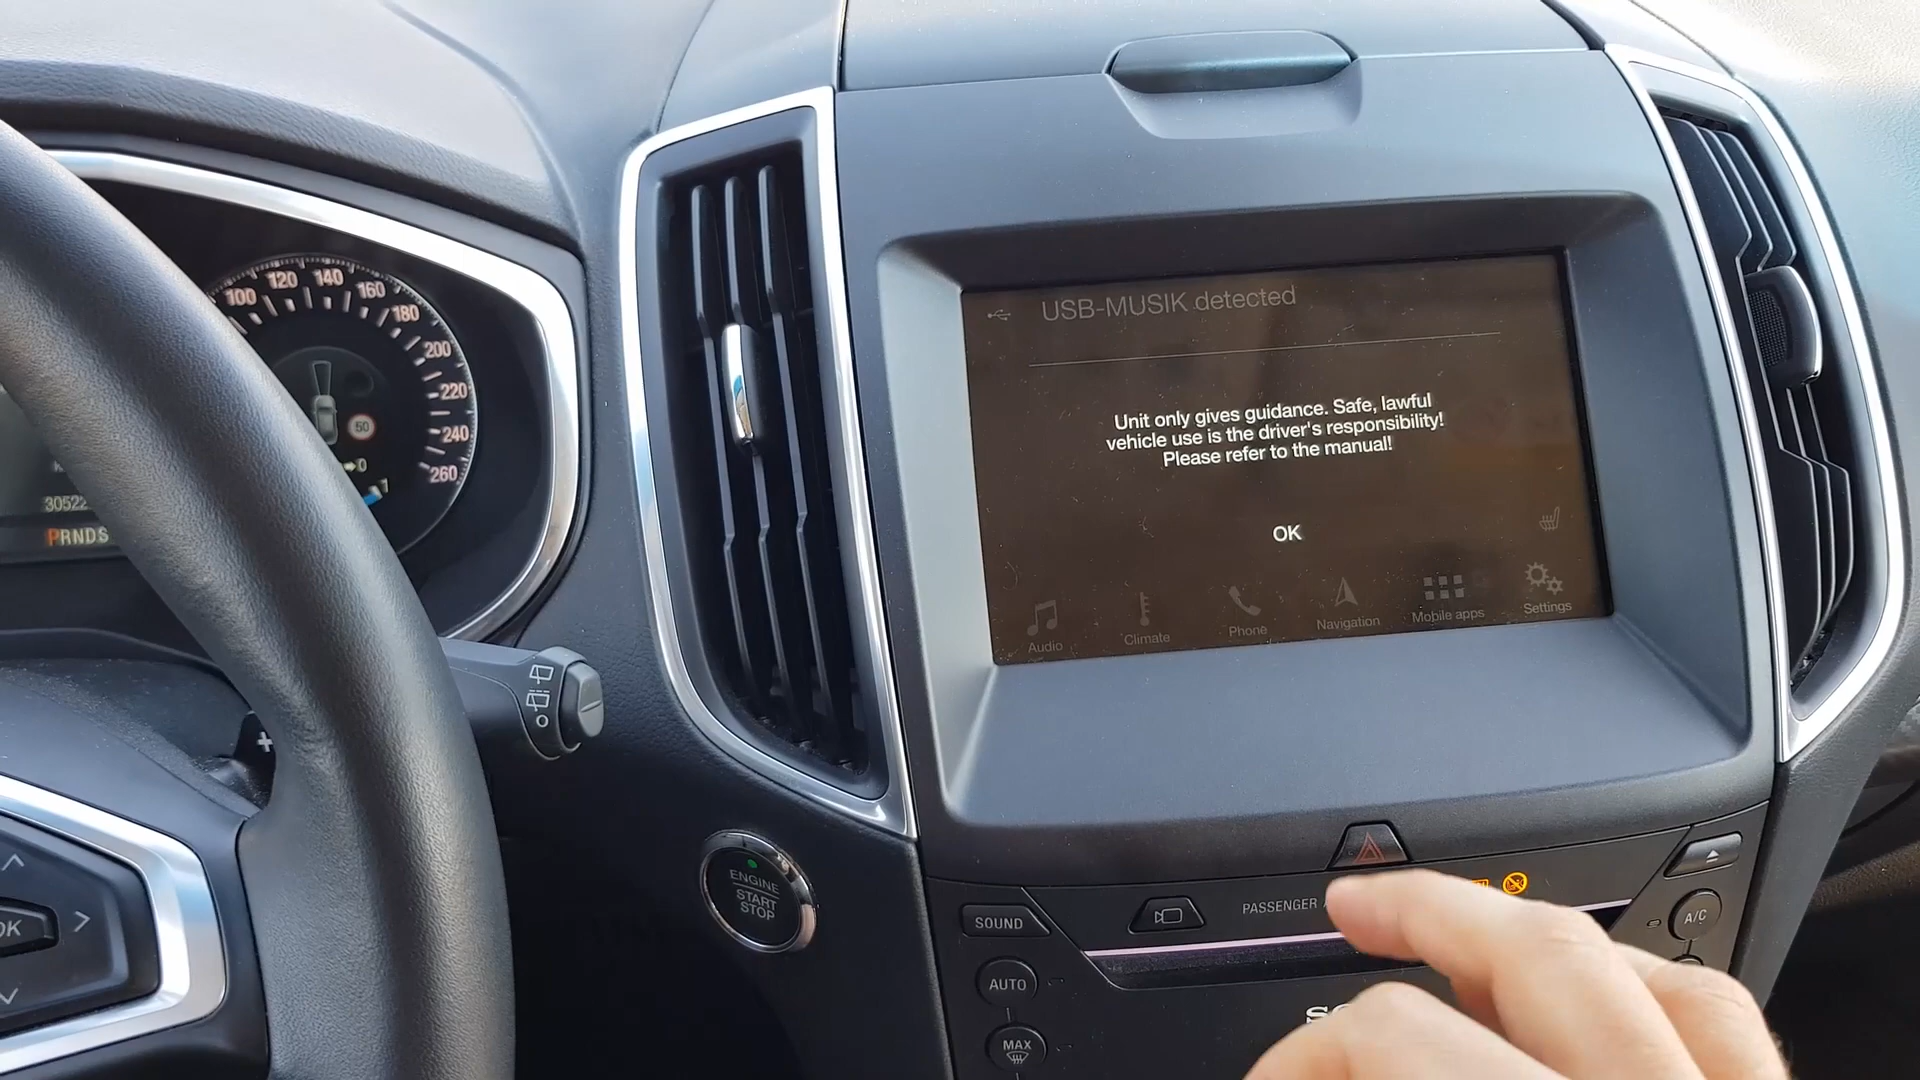 100
120
140
160
180
200
220
240
260
50
0
PRNDS
OK
ENGINE
START
STOP
USB-MUSIK detected
Unit only gives guidance. Safe, lawful
vehicle use is the driver's responsibility!
Please refer to the manual!
OK
Audio
Climate
Phone
Navigation
Mobile apps
Settings
PASSENGER
SOUND
AUTO
MAX
A/C